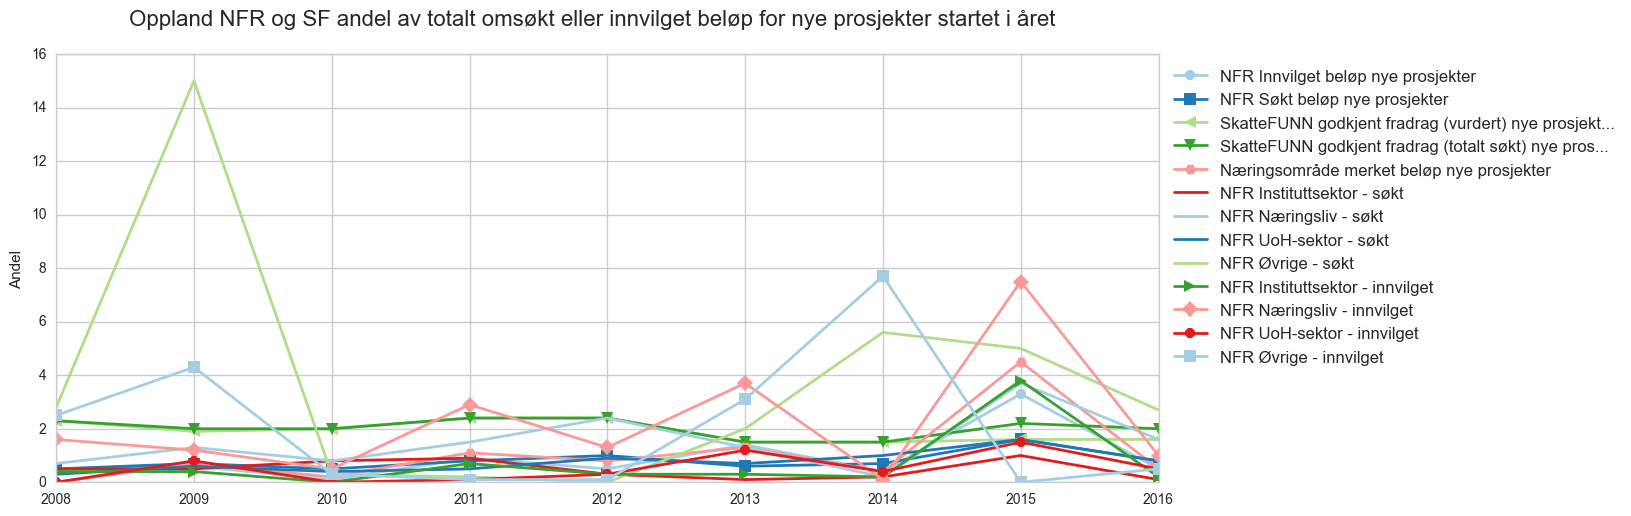 Oppland NFR og SF andel av totalt omsøkt eller innvilget beløp for nye prosjekter startet i året
16
14
12
10
8
6
4
2
0
Andel
2008 2009 2010 2011 2012 2013 2014 2015 2016
NFR Innvilget beløp nye prosjekter
NFR Søkt beløp nye prosjekter
SkatteFUNN godkjent fradrag (vurdert) nye prosjekt...
SkatteFUNN godkjent fradrag (totalt søkt) nye pros...
Næringsområde merket beløp nye prosjekter
NFR Instituttsektor - søkt
NFR Næringsliv - søkt
NFR UoH-sektor - søkt
NFR Øvrige - søkt
NFR Instituttsektor - innvilget
NFR Næringsliv - innvilget
NFR UoH-sektor - innvilget
NFR Øvrige - innvilget